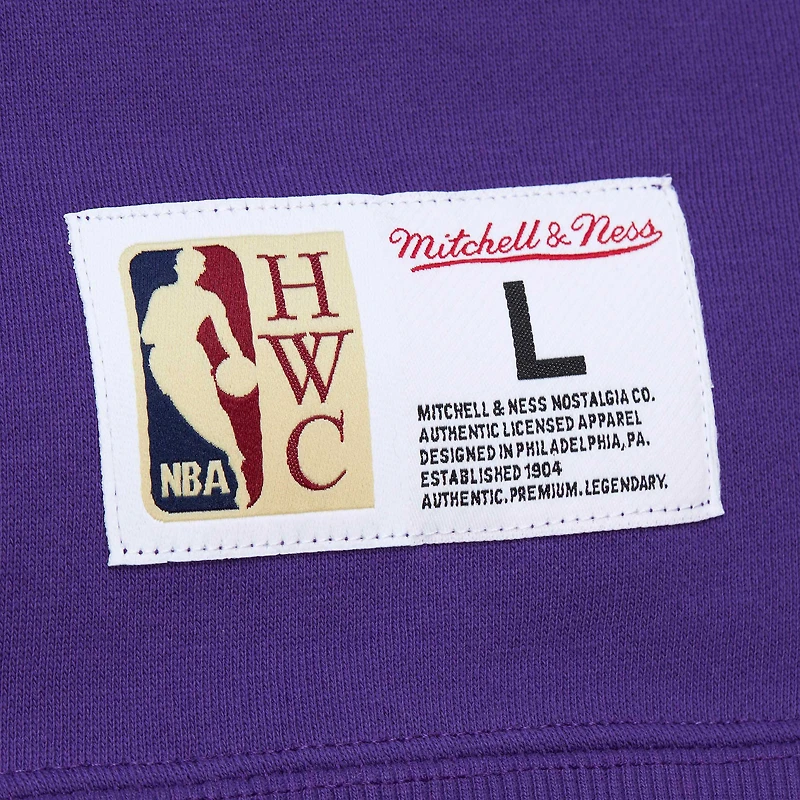 NBA
H
W
C
Mitchell & Ness
L
MITCHELL & NESS NOSTALGIA CO.
AUTHENTIC LICENSED APPAREL
DESIGNED IN PHILADELPHIA, PA.
ESTABLISHED 1904
AUTHENTIC. PREMIUM. LEGENDARY.